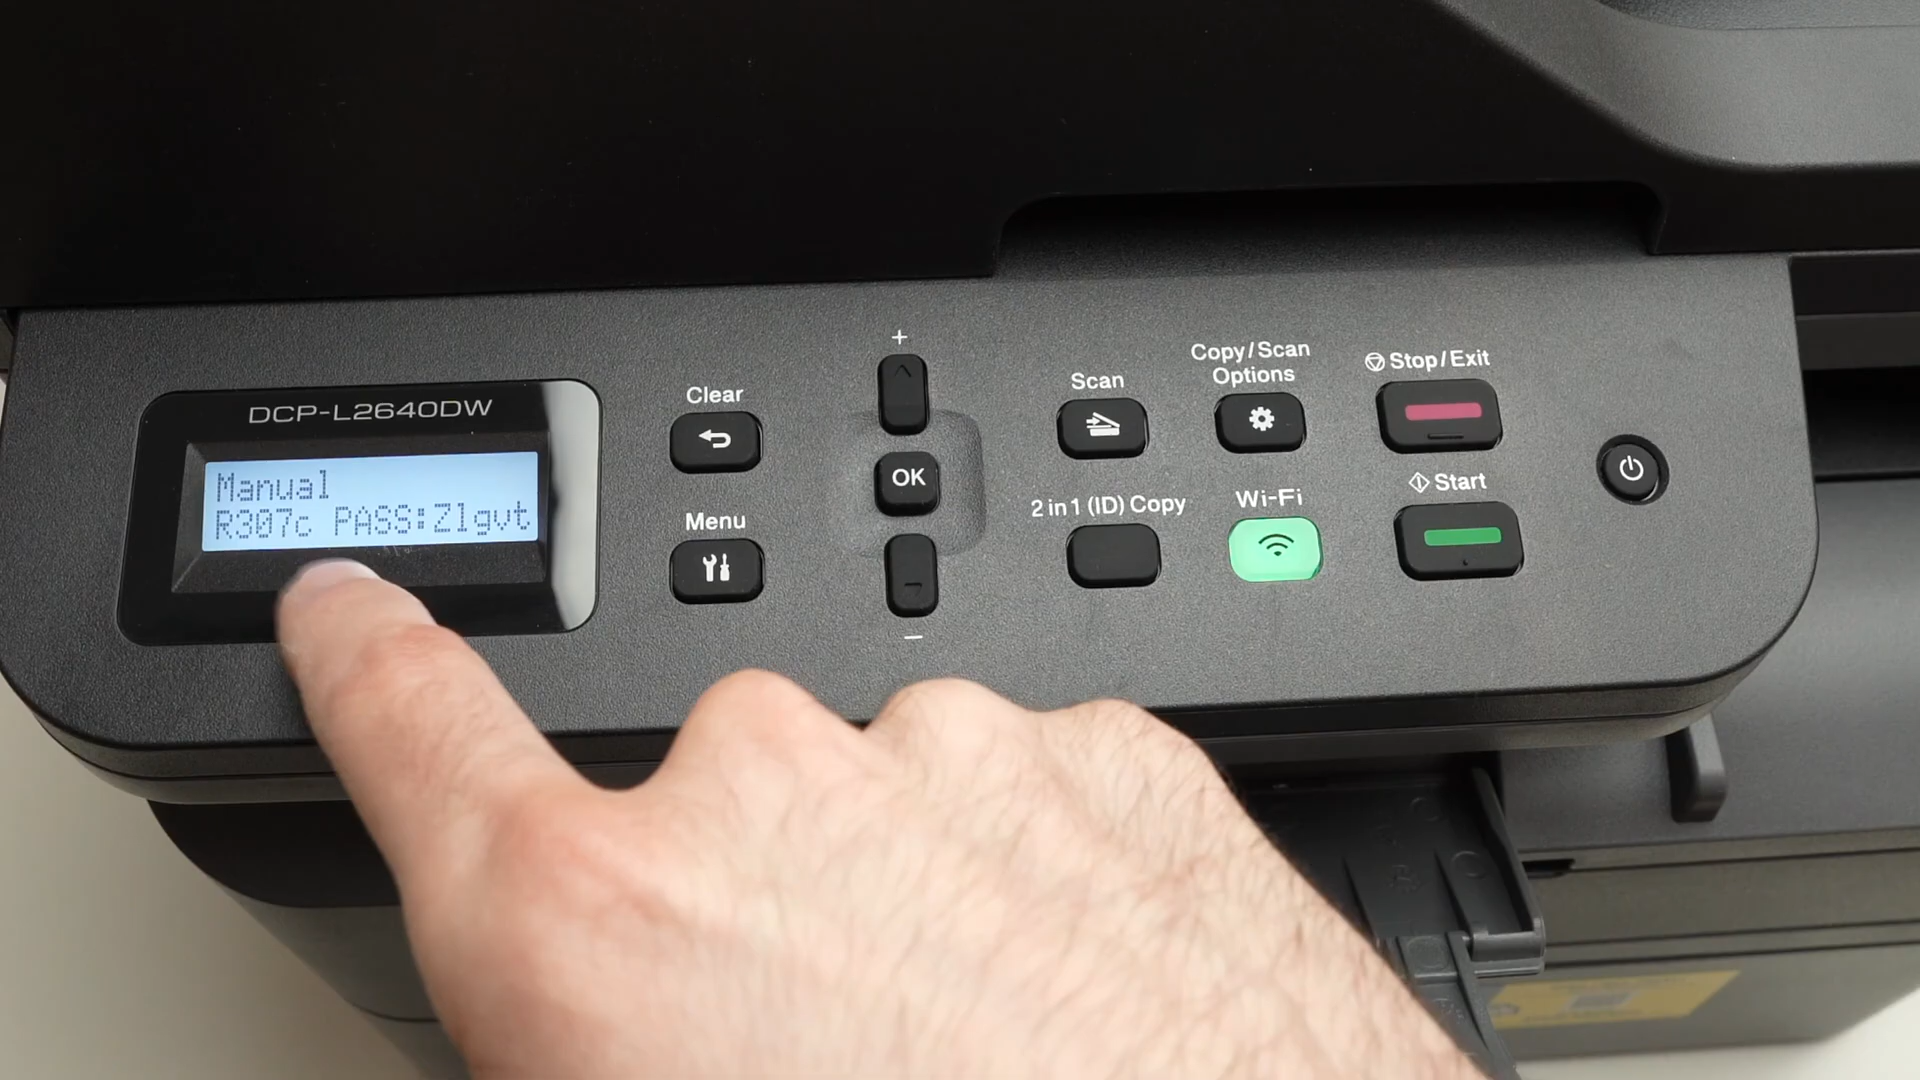 DCP-L2640DW
Manual
R307c PASS:Zlgvt
Clear
Menu
+
OK
−
Scan
Copy/Scan
Options
Stop/Exit
2 in 1 (ID) Copy
Wi-Fi
Start